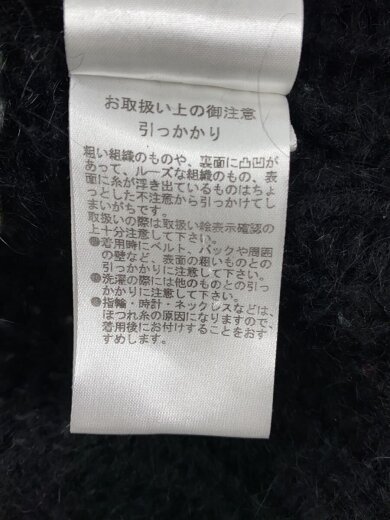 お取扱い上の御注意
引っかかり
粗い組織のものや、裏面に凸凹が
あって、ルーズな組織のもの、表
面に糸が浮き出ているものはちょ
っとした不注意から引っかけてし
まいがちです。
取扱いの際は取扱い絵表示確認の
上十分注意して下さい。
●着用時にベルト、バックや周囲
の壁など、表面の粗いものとの
引っかかりに注意して下さい。
●洗濯の際には他のものとの引っ
かかりに注意して下さい。
●指輪・時計・ネックレスなどは、
ほつれ糸の原因になりますので、
着用後にお付けすることをおす
すめします。